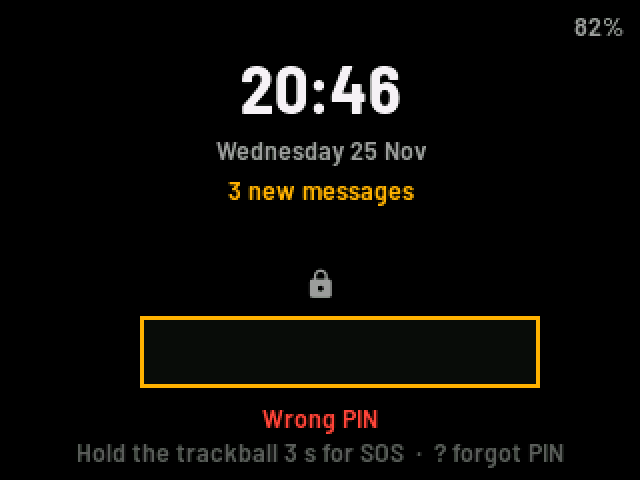 82%
20:46
Wednesday 25 Nov
3 new messages
Wrong PIN
Hold the trackball 3 s for SOS · ? forgot PIN